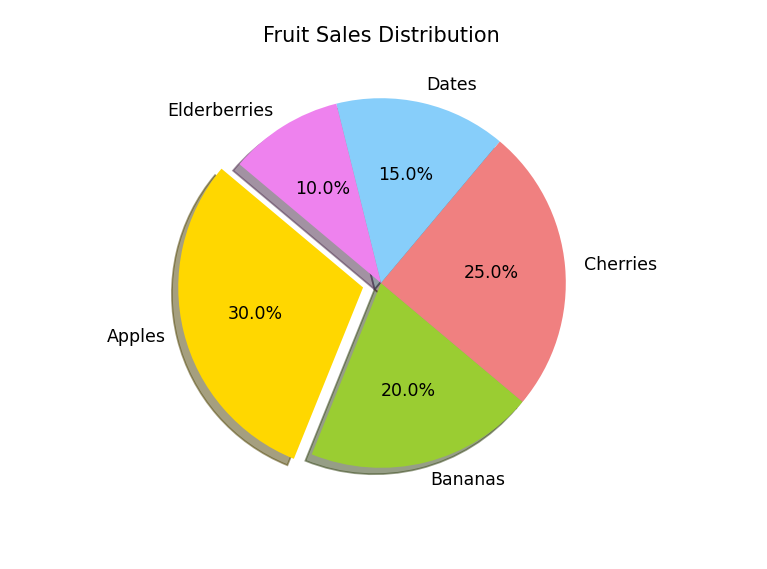 Fruit Sales Distribution
Dates
Elderberries
15.0%
10.0%
Cherries
25.0%
30.0%
Apples
20.0%
Bananas